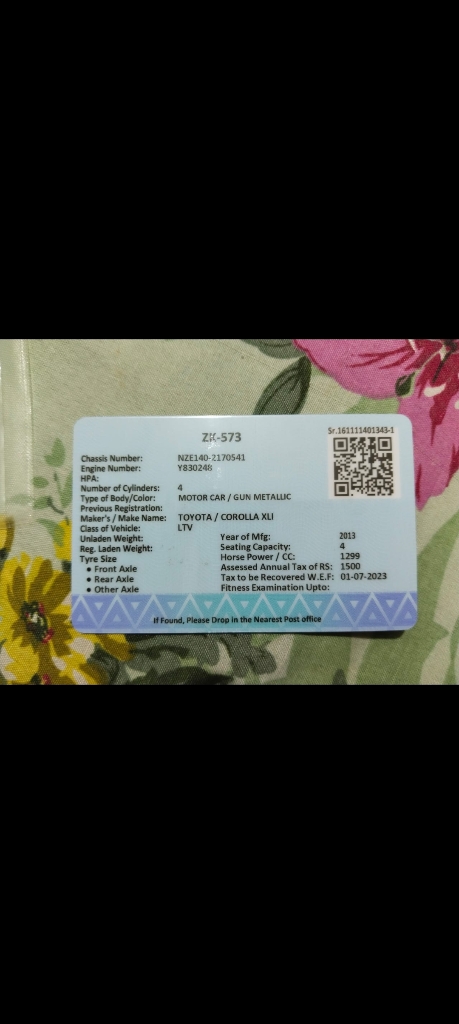 ZK-573
Sr.161111401343-1
Chassis Number: NZE140-2170541
Engine Number: Y830248
HPA:
Number of Cylinders: 4
Type of Body/Color: MOTOR CAR / GUN METALLIC
Previous Registration:
Maker's / Make Name: TOYOTA / COROLLA XLI
Class of Vehicle: LTV
Unladen Weight: Year of Mfg: 2013
Reg. Laden Weight: Seating Capacity: 4
Tyre Size Horse Power / CC: 1299
• Front Axle Assessed Annual Tax of RS: 1500
• Rear Axle Tax to be Recovered W.E.F: 01-07-2023
• Other Axle Fitness Examination Upto:
If Found, Please Drop in the Nearest Post office